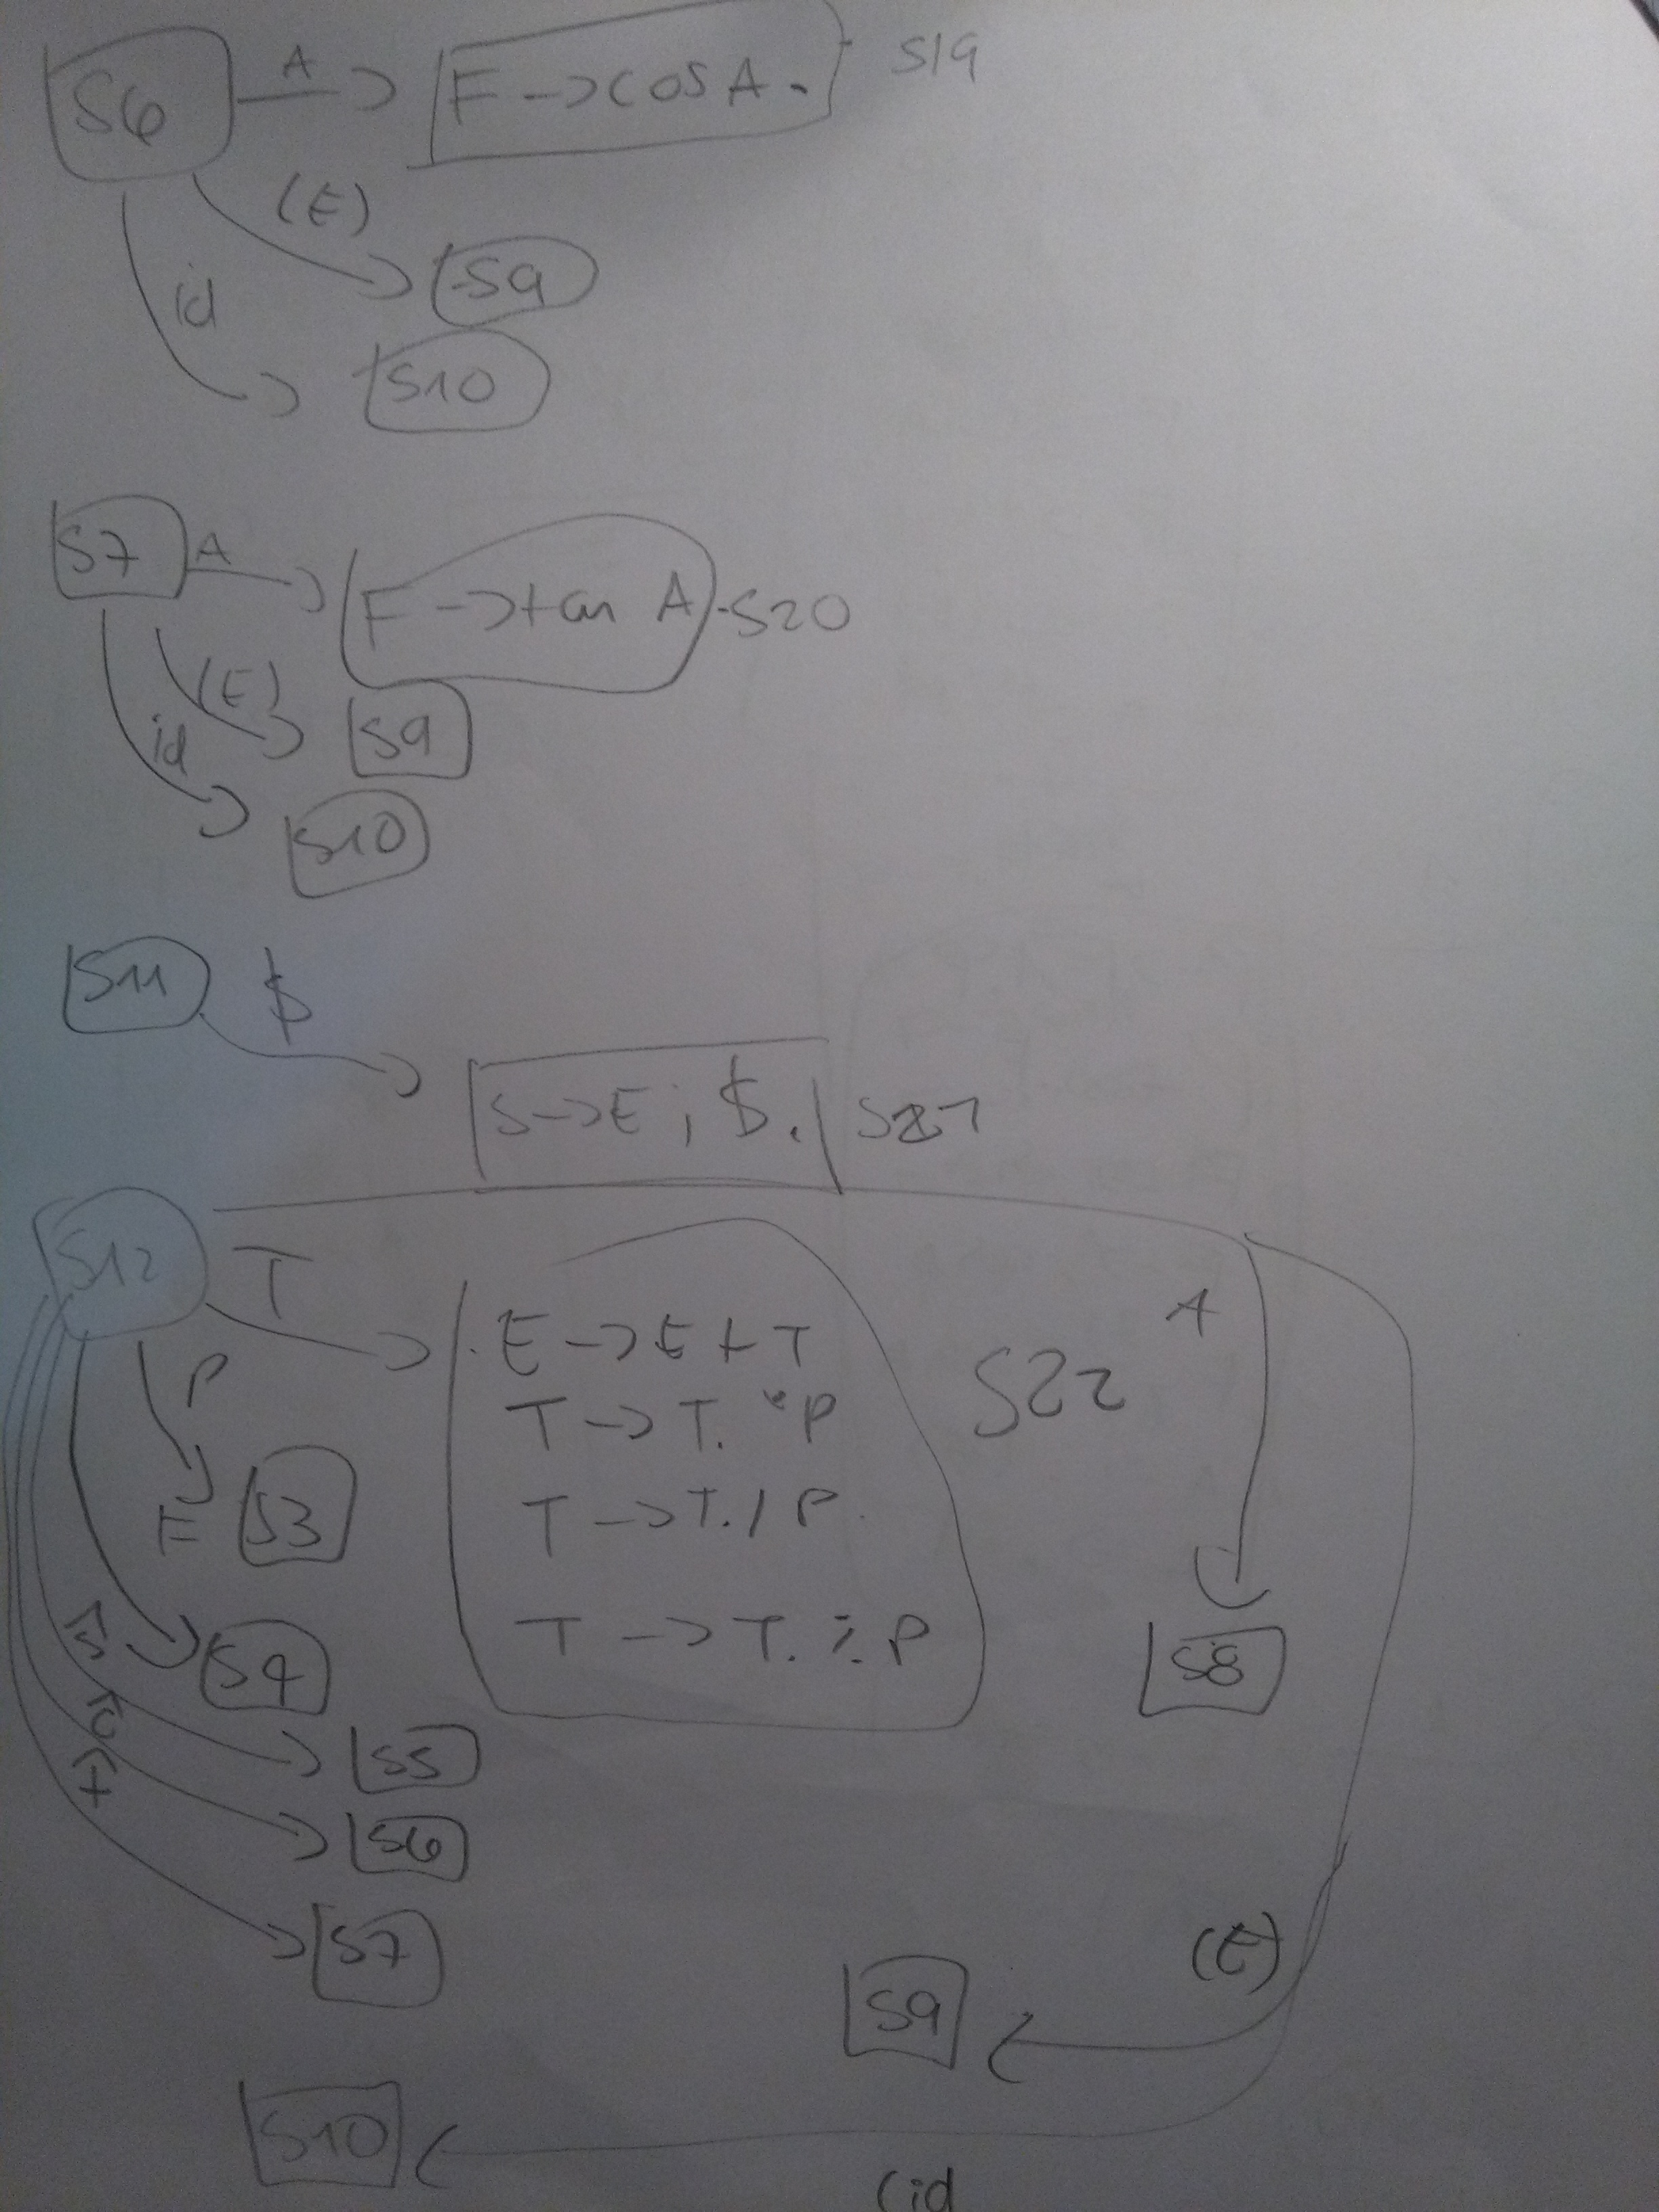 S6 A F → cos A . S19
(E)
S9
id
S10
S7 A F → tan A S20
(E)
S9
id
S10
S11 $
S → E ; $ .
S12 T
E → E + T
T → T. * P
S22
A
P
T → T. / P
F S3
T → T. % P
S4
S8
S5
S6
S7
(E)
S9
S10
(id